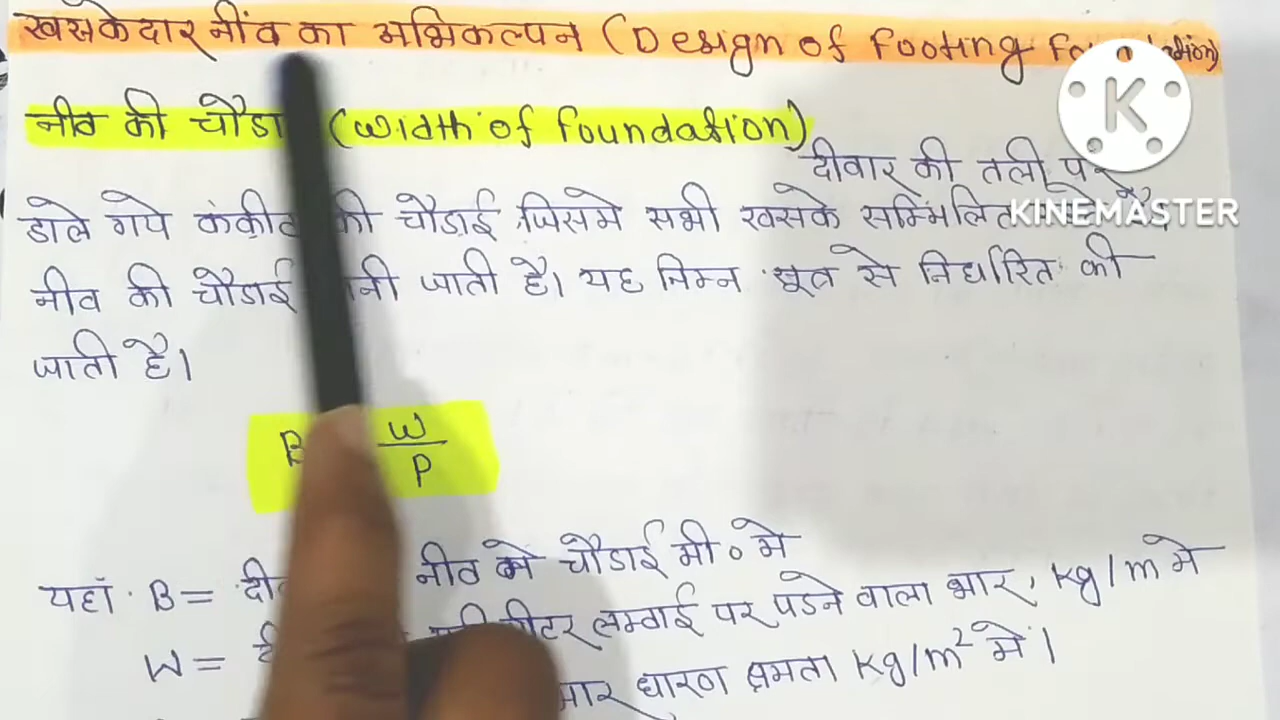 खसकेदार नींव का अभिकल्पन (Design of Footing
नीव की (Width of Foundation)
दीवार की तली पर
डाले गये की चौड़ाई जिसमे सभी खसके सम्मिलित
नीव की चौड़ाई जाती है। यह निम्न सूत्र से निर्धारित की
जाती है।
W
P
यहाँ B = नीव की चौडाई मी० मे
W = लम्बाई पर पडने वाला भार, kg/m मे
भार धारण क्षमता kg/m² मे।
K
KINEMASTER